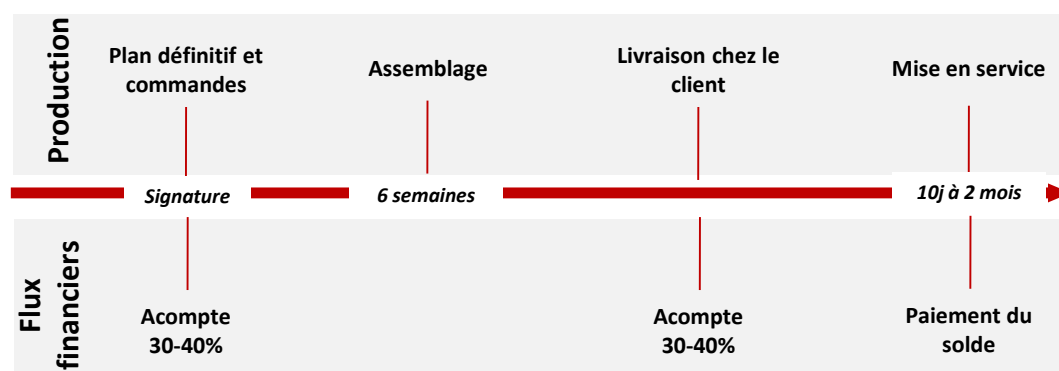 Production
Plan définitif et
commandes
Assemblage
Livraison chez le
client
Mise en service
Signature
6 semaines
10j à 2 mois
Flux
financiers
Acompte
30-40%
Acompte
30-40%
Paiement du
solde